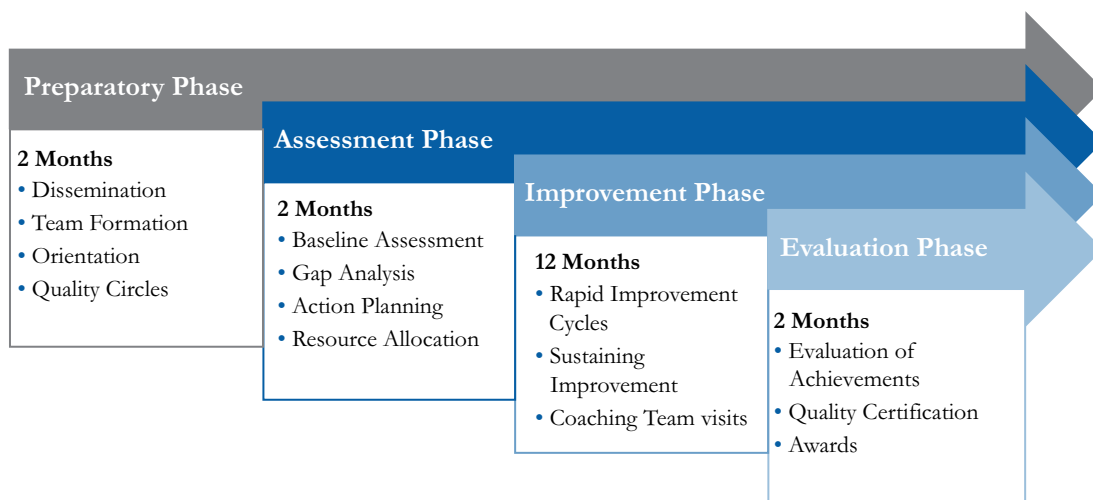 Preparatory Phase
2 Months
• Dissemination
• Team Formation
• Orientation
• Quality Circles
Assessment Phase
2 Months
• Baseline Assessment
• Gap Analysis
• Action Planning
• Resource Allocation
Improvement Phase
12 Months
• Rapid Improvement
Cycles
• Sustaining
Improvement
• Coaching Team visits
Evaluation Phase
2 Months
• Evaluation of
Achievements
• Quality Certification
• Awards